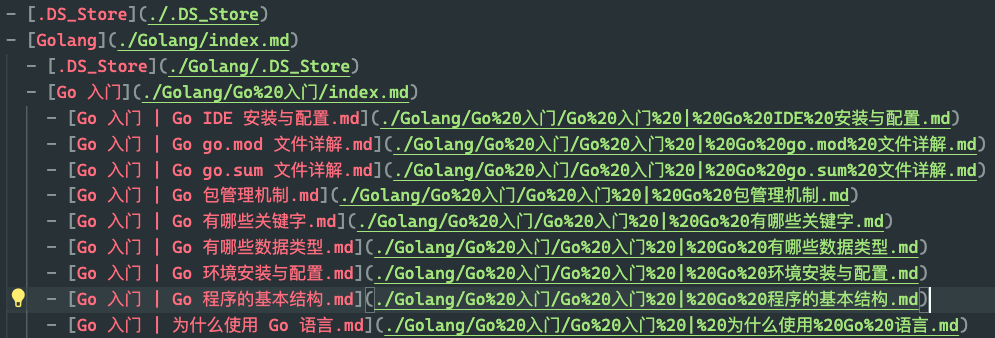 - [.DS_Store](./.DS_Store)
- [Golang](./Golang/index.md)
- [.DS_Store](./Golang/.DS_Store)
- [Go 入门](./Golang/Go%20入门/index.md)
- [Go 入门 | Go IDE 安装与配置.md](./Golang/Go%20入门/Go%20入门%20|%20Go%20IDE%20安装与配置.md)
- [Go 入门 | Go go.mod 文件详解.md](./Golang/Go%20入门/Go%20入门%20|%20Go%20go.mod%20文件详解.md)
- [Go 入门 | Go go.sum 文件详解.md](./Golang/Go%20入门/Go%20入门%20|%20Go%20go.sum%20文件详解.md)
- [Go 入门 | Go 包管理机制.md](./Golang/Go%20入门/Go%20入门%20|%20Go%20包管理机制.md)
- [Go 入门 | Go 有哪些关键字.md](./Golang/Go%20入门/Go%20入门%20|%20Go%20有哪些关键字.md)
- [Go 入门 | Go 有哪些数据类型.md](./Golang/Go%20入门/Go%20入门%20|%20Go%20有哪些数据类型.md)
- [Go 入门 | Go 环境安装与配置.md](./Golang/Go%20入门/Go%20入门%20|%20Go%20环境安装与配置.md)
- [Go 入门 | Go 程序的基本结构.md](./Golang/Go%20入门/Go%20入门%20|%20Go%20程序的基本结构.md)
- [Go 入门 | 为什么使用 Go 语言.md](./Golang/Go%20入门/Go%20入门%20|%20为什么使用%20Go%20语言.md)